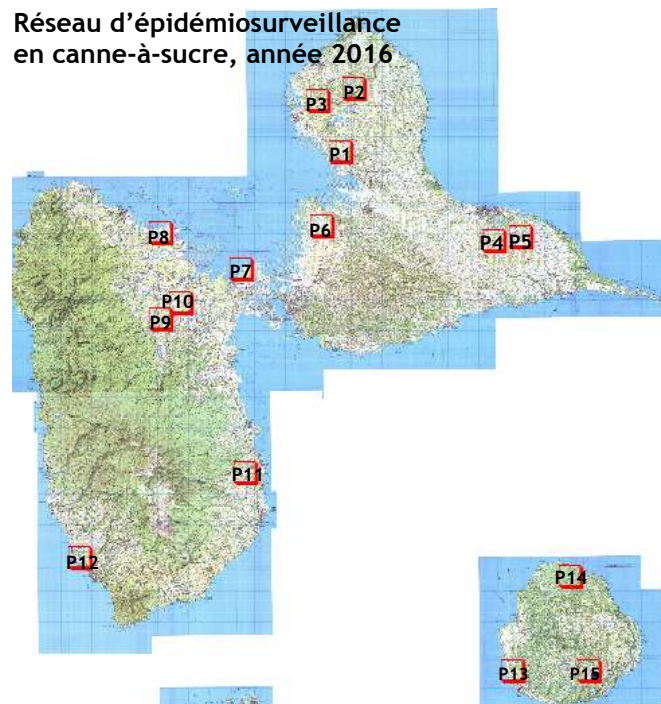 Réseau d'épidémiosurveillance
en canne-à-sucre, année 2016
P2
P3
P1
P6
P8
P4 P5
P7
P10
P9
P11
P12
P14
P13 P15